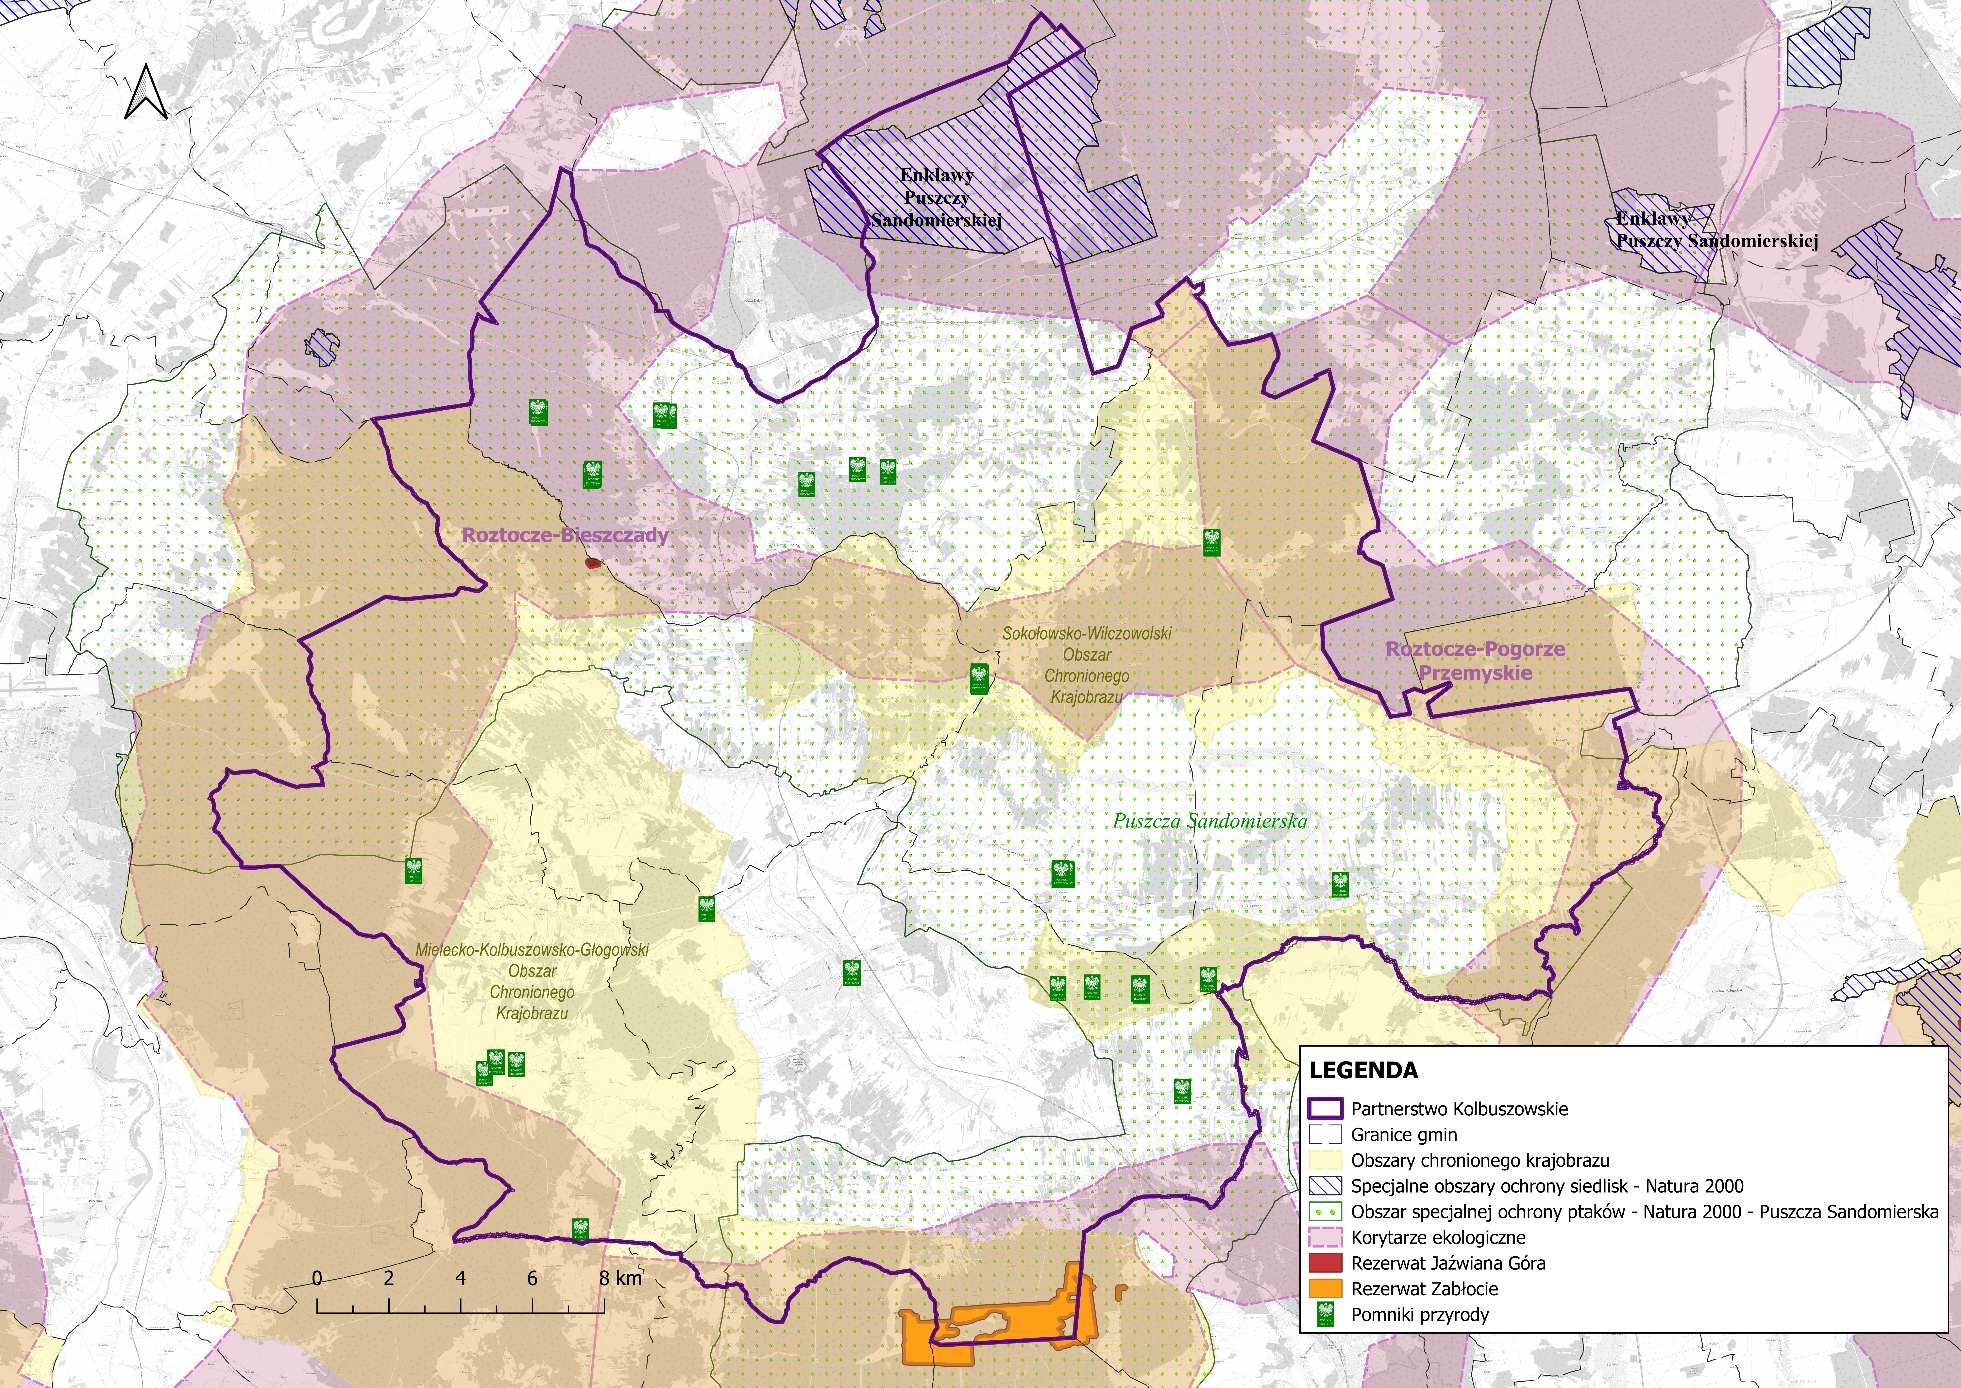 Enklawy
Puszczy
Sandomierskiej
Enklawy
Puszczy Sandomierskiej
Roztocze-Bieszczady
Sokołowsko-Wilczowolski
Obszar
Chronionego
Krajobrazu
Roztocze-Pogorze
Przemyskie
Puszcza Sandomierska
Mielecko-Kolbuszowsko-Głogowski
Obszar
Chronionego
Krajobrazu
0 2 4 6 8 km
LEGENDA
Partnerstwo Kolbuszowskie
Granice gmin
Obszary chronionego krajobrazu
Specjalne obszary ochrony siedlisk - Natura 2000
Obszar specjalnej ochrony ptaków - Natura 2000 - Puszcza Sandomierska
Korytarze ekologiczne
Rezerwat Jaźwiana Góra
Rezerwat Zabłocie
Pomniki przyrody